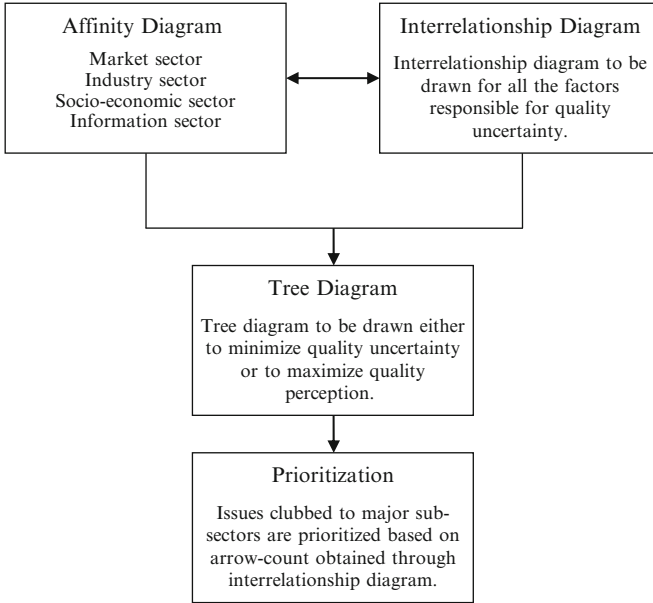 Affinity Diagram
Market sector
Industry sector
Socio-economic sector
Information sector
Interrelationship Diagram
Interrelationship diagram to be
drawn for all the factors
responsible for quality
uncertainty.
Tree Diagram
Tree diagram to be drawn either
to minimize quality uncertainty
or to maximize quality
perception.
Prioritization
Issues clubbed to major sub-
sectors are prioritized based on
arrow-count obtained through
interrelationship diagram.